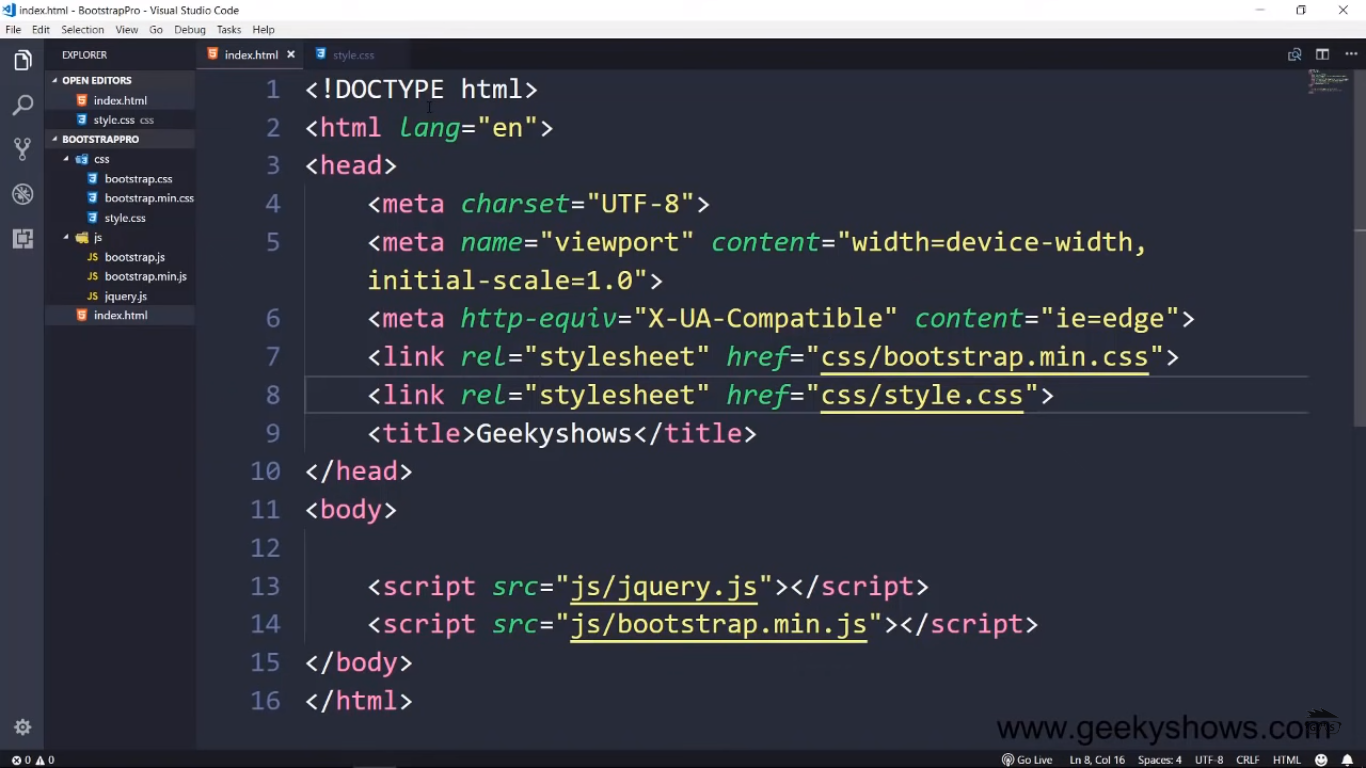 index.html - BootstrapPro - Visual Studio Code
File Edit Selection View Go Debug Tasks Help
EXPLORER
OPEN EDITORS
index.html
style.css css
BOOTSTRAPPRO
css
bootstrap.css
bootstrap.min.css
style.css
js
JS bootstrap.js
JS bootstrap.min.js
JS jquery.js
index.html
index.html style.css
1 <!DOCTYPE html>
2 <html lang="en">
3 <head>
4 <meta charset="UTF-8">
5 <meta name="viewport" content="width=device-width,
initial-scale=1.0">
6 <meta http-equiv="X-UA-Compatible" content="ie=edge">
7 <link rel="stylesheet" href="css/bootstrap.min.css">
8 <link rel="stylesheet" href="css/style.css">
9 <title>Geekyshows</title>
10 </head>
11 <body>
12
13 <script src="js/jquery.js"></script>
14 <script src="js/bootstrap.min.js"></script>
15 </body>
16 </html>
www.geekyshows.com
0 0 Go Live Ln 8, Col 16 Spaces: 4 UTF-8 CRLF HTML